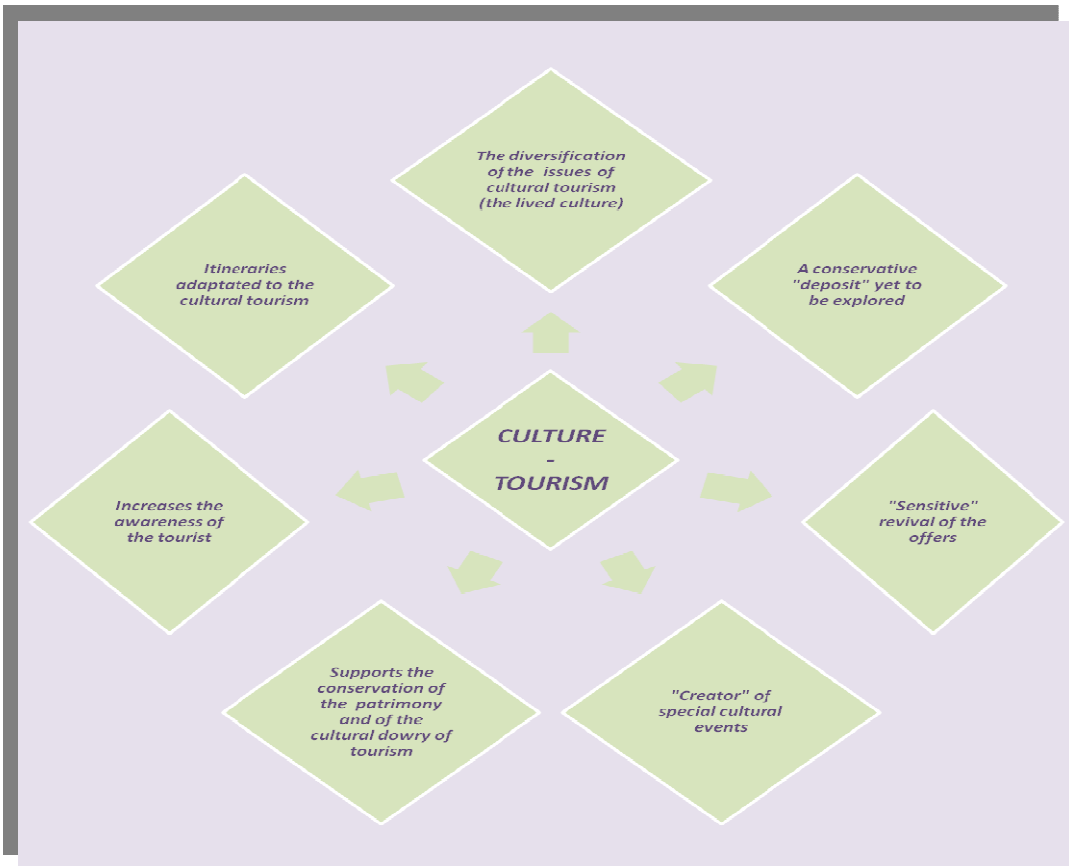 The diversification
of the issues of
cultural tourism
(the lived culture)
Itineraries
adaptated to the
cultural tourism
A conservative
"deposit" yet to
be explored
CULTURE
-
TOURISM
Increases the
awareness of
the tourist
"Sensitive"
revival of the
offers
Supports the
conservation of
the patrimony
and of the
cultural dowry of
tourism
"Creator" of
special cultural
events